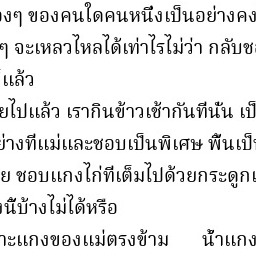 งๆ ของคนใดคนหนึ่งเป็นอย่างคง
ๆ จะเหลวไหลได้เท่าไรไม่ว่า กลับช
แล้ว
ยไปแล้ว เรากินข้าวเช้ากันที่นั่น เป็
ย่างที่แม่และชอบเป็นพิเศษ พื้นเป็
ย ชอบแกงไก่ที่เต็มไปด้วยกระดูก
งนี้บ้างไม่ได้หรือ
าะแกงของแม่ตรงข้าม น้ำแกง